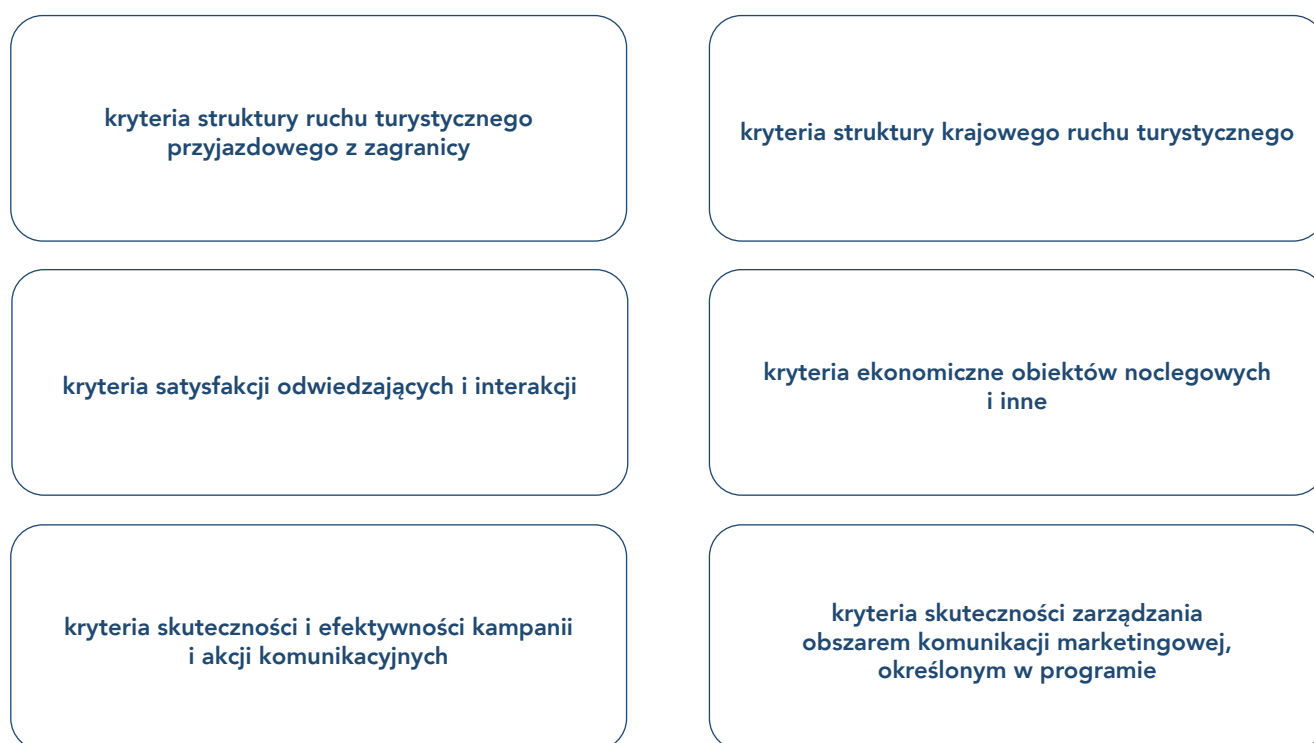 kryteria struktury ruchu turystycznego
przyjazdowego z zagranicy
kryteria struktury krajowego ruchu turystycznego
kryteria satysfakcji odwiedzających i interakcji
kryteria ekonomiczne obiektów noclegowych
i inne
kryteria skuteczności i efektywności kampanii
i akcji komunikacyjnych
kryteria skuteczności zarządzania
obszarem komunikacji marketingowej,
określonym w programie